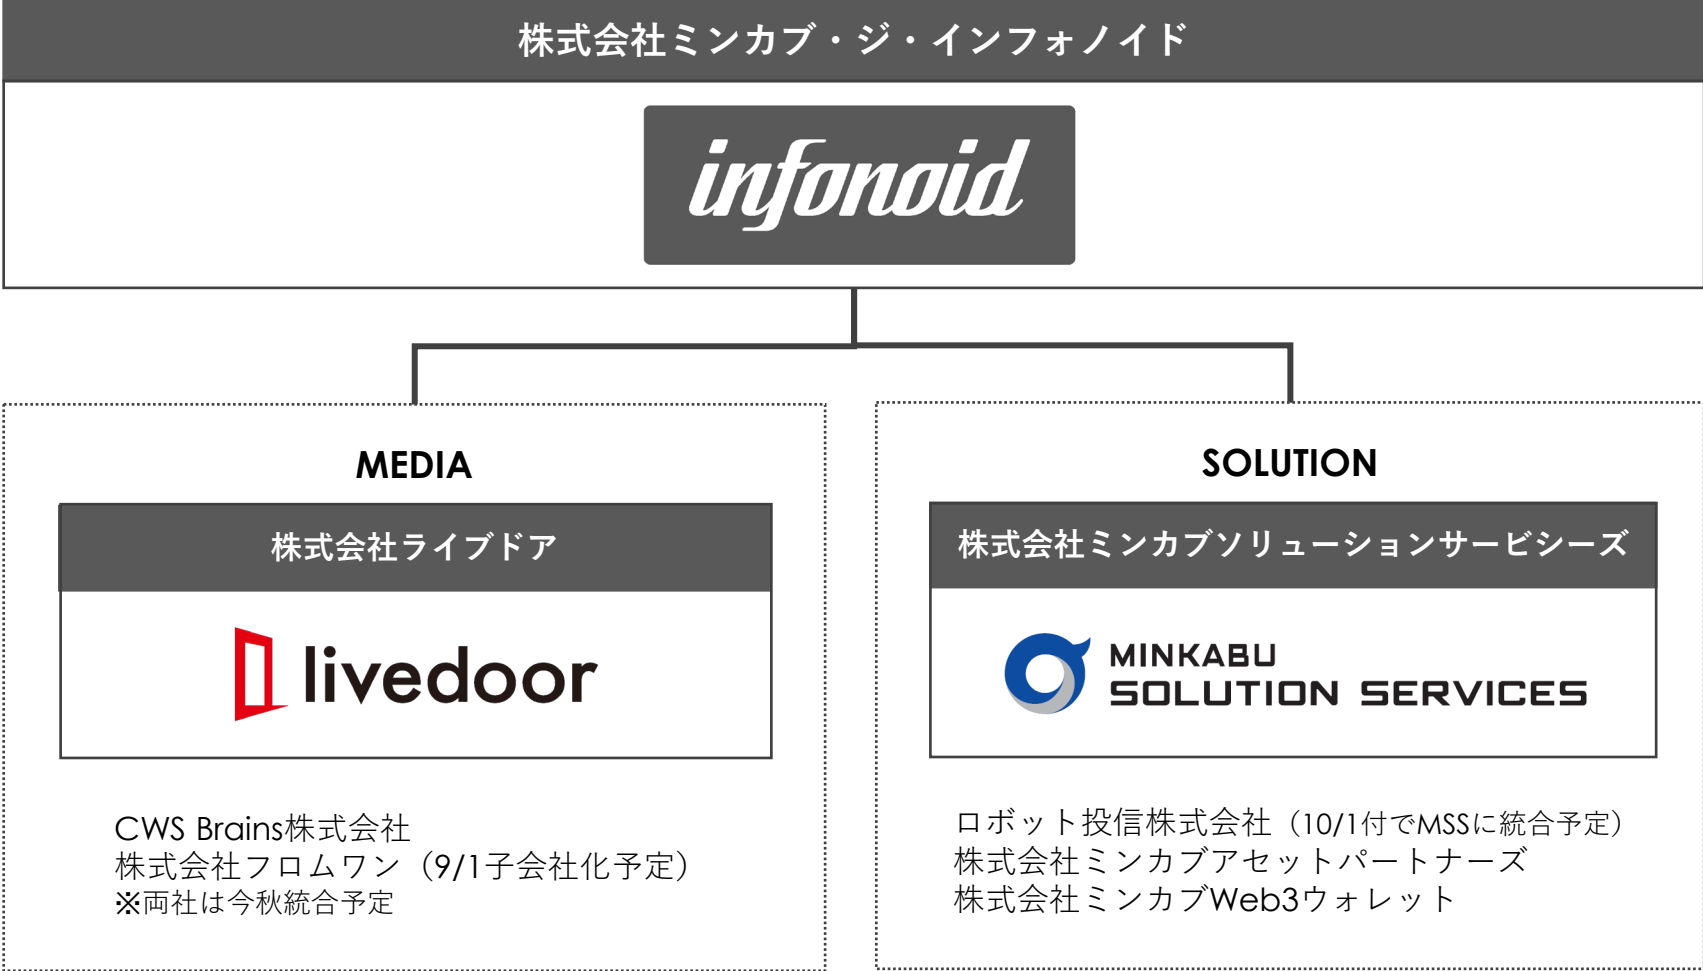 株式会社ミンカブ・ジ・インフォノイド
infonoid
MEDIA
株式会社ライブドア
livedoor
CWS Brains株式会社
株式会社フロムワン（9/1子会社化予定）
※両社は今秋統合予定
SOLUTION
株式会社ミンカブソリューションサービシーズ
MINKABU
SOLUTION SERVICES
ロボット投信株式会社（10/1付でMSSに統合予定）
株式会社ミンカブアセットパートナーズ
株式会社ミンカブWeb3ウォレット